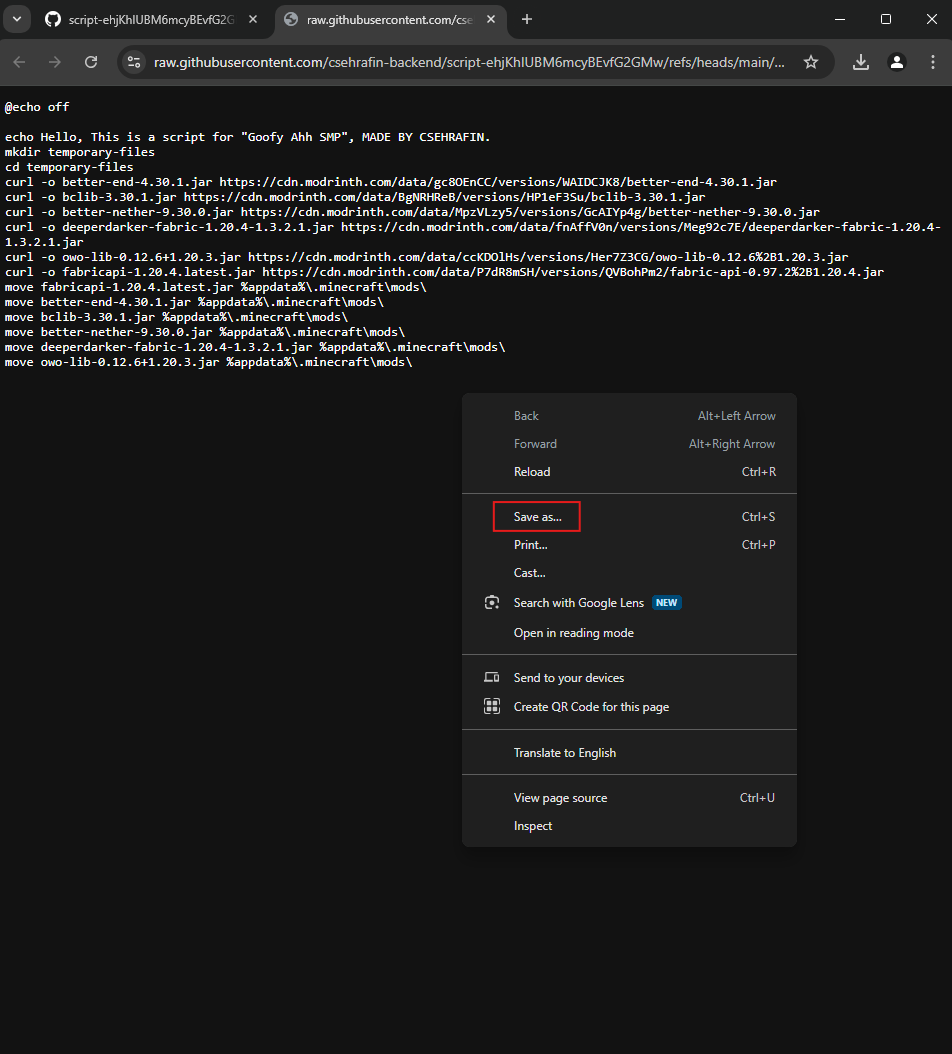 script-ehjKhIUBM6mcyBEvfG2G
raw.githubusercontent.com/cse
raw.githubusercontent.com/csehrafin-backend/script-ehjKhIUBM6mcyBEvfG2GMw/refs/heads/main/...
@echo off
echo Hello, This is a script for "Goofy Ahh SMP", MADE BY CSEHRAFIN.
mkdir temporary-files
cd temporary-files
curl -o better-end-4.30.1.jar https://cdn.modrinth.com/data/gc8OEnCC/versions/WAIDCJK8/better-end-4.30.1.jar
curl -o bclib-3.30.1.jar https://cdn.modrinth.com/data/BgNRHReB/versions/HP1eF3Su/bclib-3.30.1.jar
curl -o better-nether-9.30.0.jar https://cdn.modrinth.com/data/MpzVLzy5/versions/GcAIYp4g/better-nether-9.30.0.jar
curl -o deeperdarker-fabric-1.20.4-1.3.2.1.jar https://cdn.modrinth.com/data/fnAffV0n/versions/Meg92c7E/deeperdarker-fabric-1.20.4-
1.3.2.1.jar
curl -o owo-lib-0.12.6+1.20.3.jar https://cdn.modrinth.com/data/ccKDOlHs/versions/Her7Z3CG/owo-lib-0.12.6%2B1.20.3.jar
curl -o fabricapi-1.20.4.latest.jar https://cdn.modrinth.com/data/P7dR8mSH/versions/QVBohPm2/fabric-api-0.97.2%2B1.20.4.jar
move fabricapi-1.20.4.latest.jar %appdata%\.minecraft\mods\
move better-end-4.30.1.jar %appdata%\.minecraft\mods\
move bclib-3.30.1.jar %appdata%\.minecraft\mods\
move better-nether-9.30.0.jar %appdata%\.minecraft\mods\
move deeperdarker-fabric-1.20.4-1.3.2.1.jar %appdata%\.minecraft\mods\
move owo-lib-0.12.6+1.20.3.jar %appdata%\.minecraft\mods\
Back Alt+Left Arrow
Forward Alt+Right Arrow
Reload Ctrl+R
Save as... Ctrl+S
Print... Ctrl+P
Cast...
Search with Google Lens NEW
Open in reading mode
Send to your devices
Create QR Code for this page
Translate to English
View page source Ctrl+U
Inspect